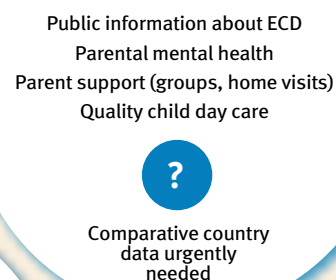 Public information about ECD
Parental mental health
Parent support (groups, home visits)
Quality child day care
?
Comparative country
data urgently
needed